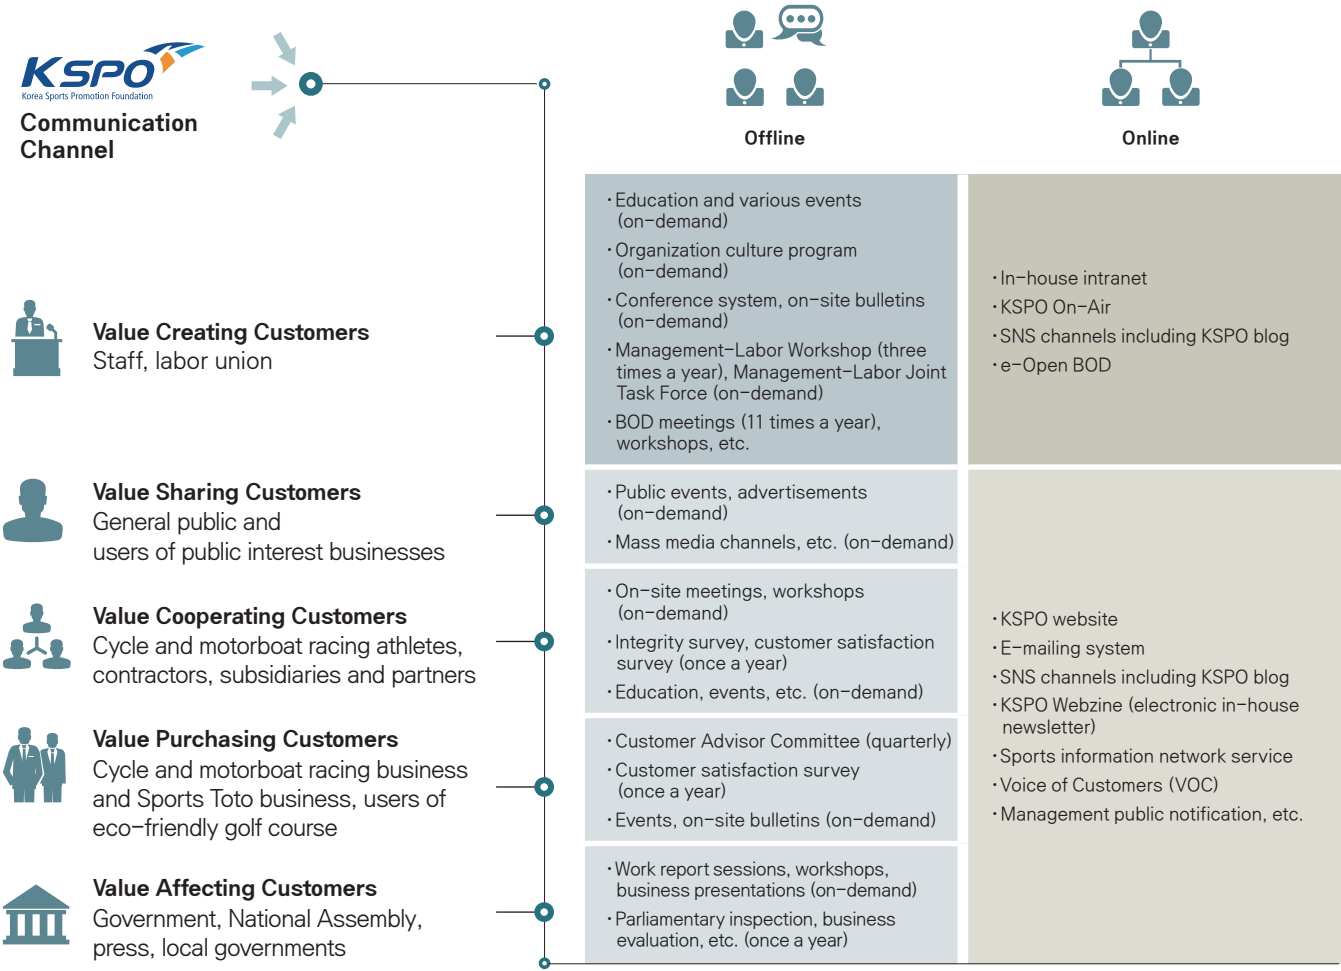 KSPO
Korea Sports Promotion Foundation
Communication
Channel
Offline
Online
Value Creating Customers
Staff, labor union
·Education and various events
(on-demand)
·Organization culture program
(on-demand)
·Conference system, on-site bulletins
(on-demand)
·Management-Labor Workshop (three
times a year), Management-Labor Joint
Task Force (on-demand)
·BOD meetings (11 times a year),
workshops, etc.
·In-house intranet
·KSPO On-Air
·SNS channels including KSPO blog
·e-Open BOD
Value Sharing Customers
General public and
users of public interest businesses
·Public events, advertisements
(on-demand)
·Mass media channels, etc. (on-demand)
Value Cooperating Customers
Cycle and motorboat racing athletes,
contractors, subsidiaries and partners
·On-site meetings, workshops
(on-demand)
·Integrity survey, customer satisfaction
survey (once a year)
·Education, events, etc. (on-demand)
Value Purchasing Customers
Cycle and motorboat racing business
and Sports Toto business, users of
eco-friendly golf course
·Customer Advisor Committee (quarterly)
·Customer satisfaction survey
(once a year)
·Events, on-site bulletins (on-demand)
Value Affecting Customers
Government, National Assembly,
press, local governments
·Work report sessions, workshops,
business presentations (on-demand)
·Parliamentary inspection, business
evaluation, etc. (once a year)
·KSPO website
·E-mailing system
·SNS channels including KSPO blog
·KSPO Webzine (electronic in-house
newsletter)
·Sports information network service
·Voice of Customers (VOC)
·Management public notification, etc.